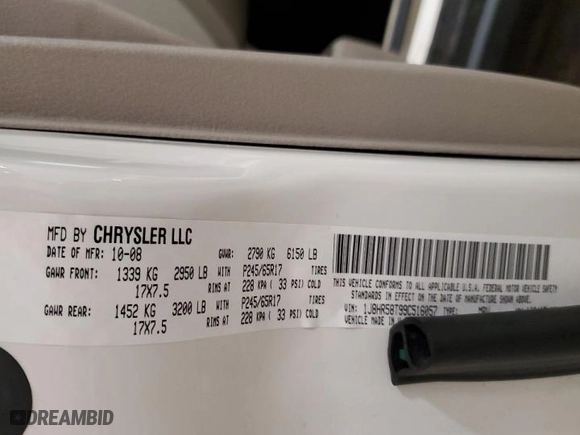 MFD BY CHRYSLER LLC
DATE OF MFR: 10-08 GVWR: 2790 KG 6150 LB
GAWR FRONT: 1339 KG 2950 LB WITH P245/65R17 TIRES
17X7.5 RIMS AT 228 KPA ( 33 PSI) COLD
GAWR REAR: 1452 KG 3200 LB WITH P245/65R17 TIRES
17X7.5 RIMS AT 228 KPA ( 33 PSI) COLD
THIS VEHICLE CONFORMS TO ALL APPLICABLE U.S.A. FEDERAL MOTOR VEHICLE SAFETY
STANDARDS IN EFFECT ON THE DATE OF MANUFACTURE SHOWN ABOVE.
VIN: 1J8HR58T99C516057 TYPE: MPV
VEHICLE MADE IN
DREAMBID